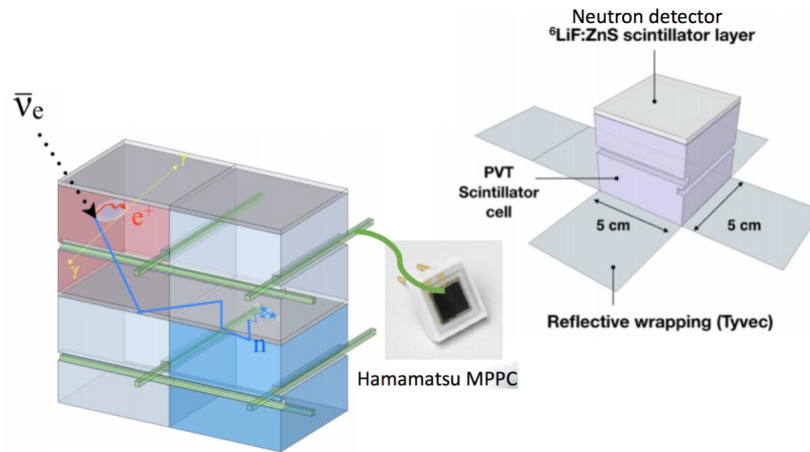 Neutron detector
⁶LiF:ZnS scintillator layer
ν̅e
γ
e⁺
γ
n
PVT
Scintillator
cell
5 cm
5 cm
Reflective wrapping (Tyvec)
Hamamatsu MPPC